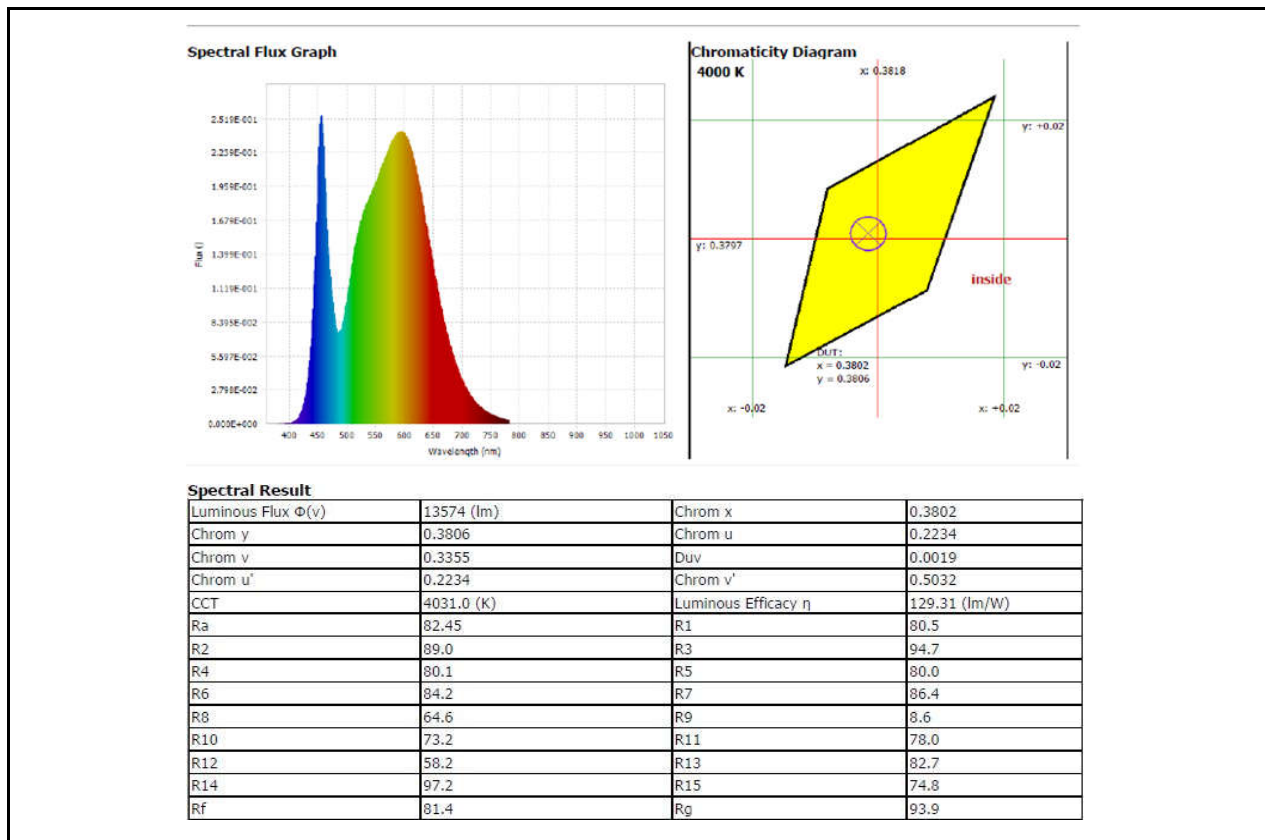 Spectral Flux Graph
Flux ()
2.519E-001
2.239E-001
1.959E-001
1.679E-001
1.399E-001
1.119E-001
8.395E-002
5.597E-002
2.798E-002
0.000E+000
400 450 500 550 600 650 700 750 800 850 900 950 1000 1050
Wavelength (nm)
Chromaticity Diagram
4000 K
x: 0.3818
y: +0.02
y: 0.3797
inside
DUT:
x = 0.3802
y = 0.3806
y: -0.02
x: -0.02
x: +0.02
Spectral Result
Luminous Flux Φ(v) 13574 (lm) Chrom x 0.3802
Chrom y 0.3806 Chrom u 0.2234
Chrom v 0.3355 Duv 0.0019
Chrom u' 0.2234 Chrom v' 0.5032
CCT 4031.0 (K) Luminous Efficacy η 129.31 (lm/W)
Ra 82.45 R1 80.5
R2 89.0 R3 94.7
R4 80.1 R5 80.0
R6 84.2 R7 86.4
R8 64.6 R9 8.6
R10 73.2 R11 78.0
R12 58.2 R13 82.7
R14 97.2 R15 74.8
Rf 81.4 Rg 93.9